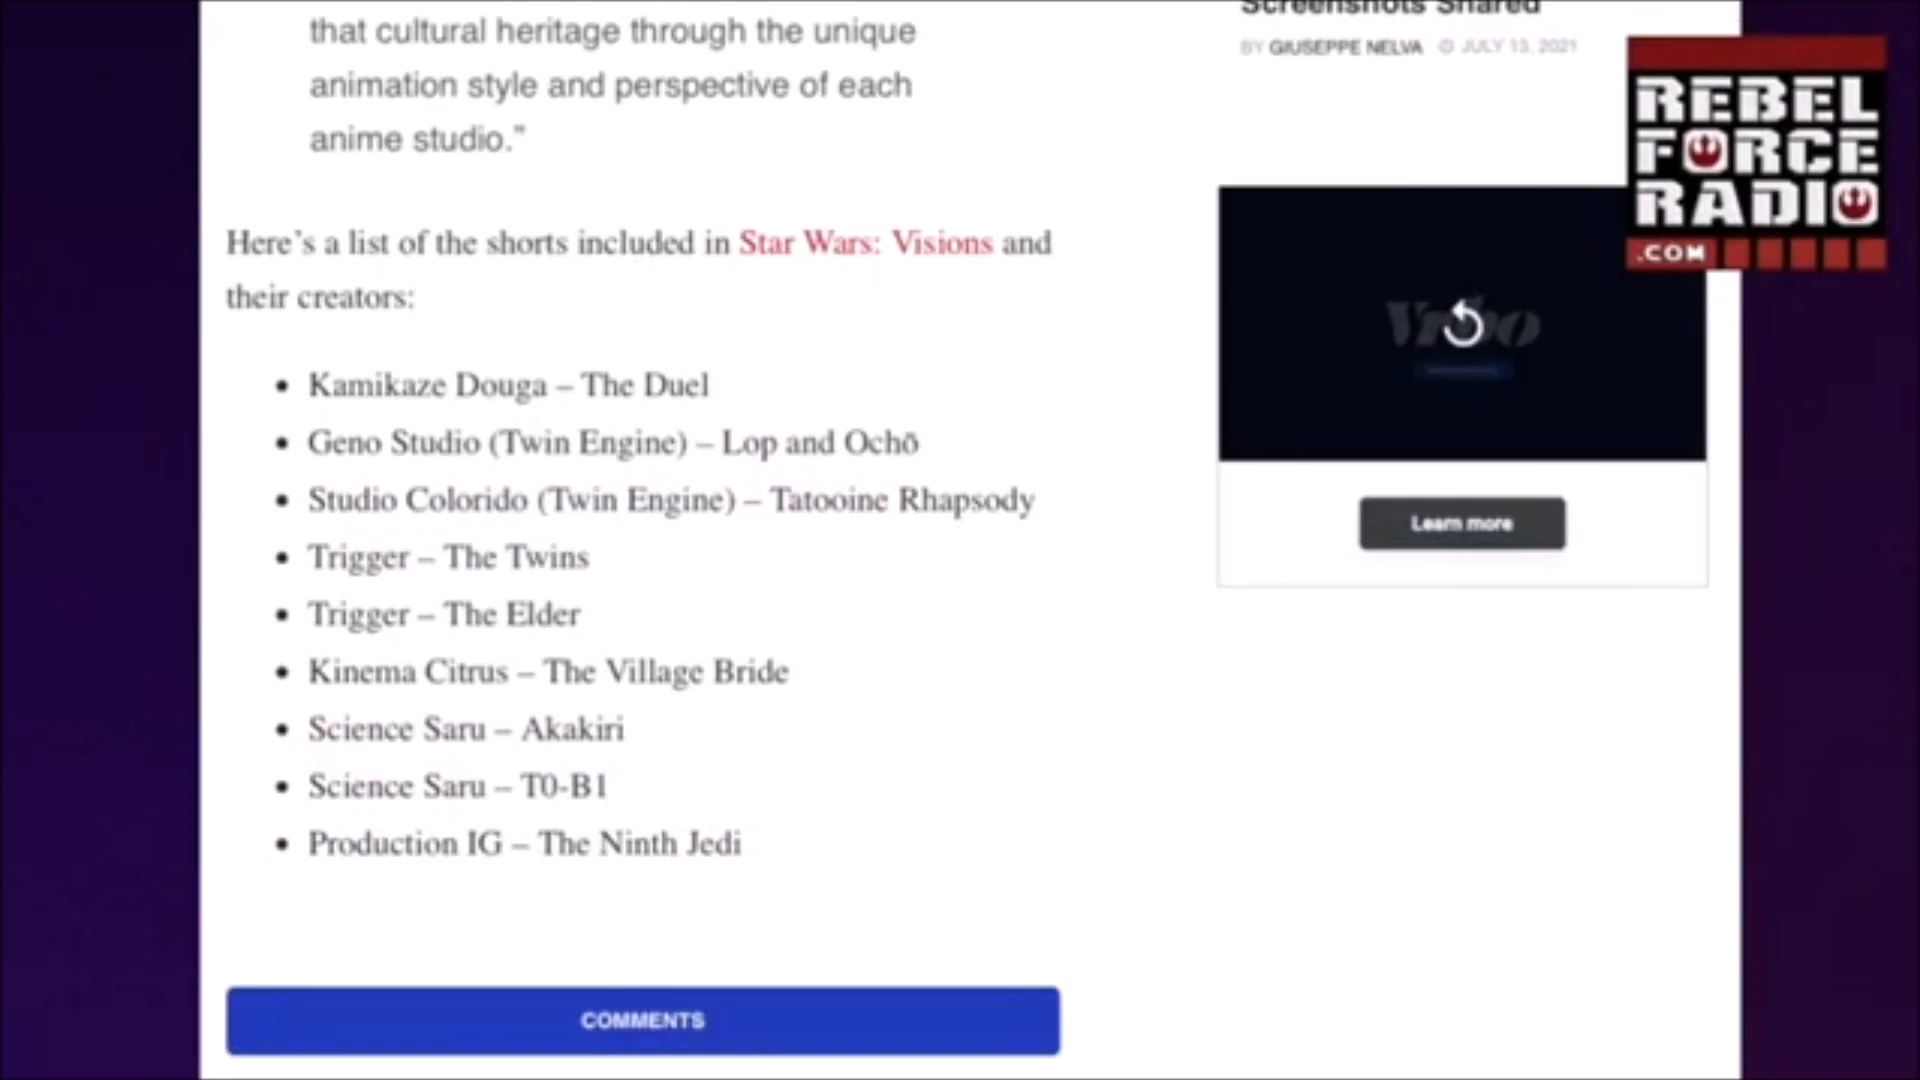 that cultural heritage through the unique
animation style and perspective of each
anime studio.”
Here’s a list of the shorts included in Star Wars: Visions and
their creators:
• Kamikaze Douga – The Duel
• Geno Studio (Twin Engine) – Lop and Ochō
• Studio Colorido (Twin Engine) – Tatooine Rhapsody
• Trigger – The Twins
• Trigger – The Elder
• Kinema Citrus – The Village Bride
• Science Saru – Akakiri
• Science Saru – T0-B1
• Production IG – The Ninth Jedi
COMMENTS
Screenshots Shared
BY GIUSEPPE NELVA JULY 13, 2021
REBEL
FORCE
RADIO
.COM
Learn more